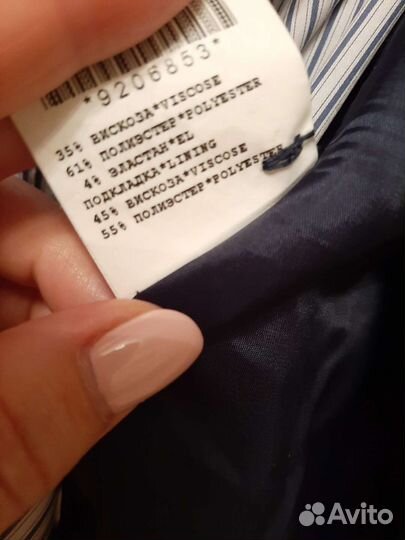 *9206853*
35% ВИСКОЗА*VISCOSE
61% ПОЛИЭСТЕР*POLYESTER
4% ЭЛАСТАН*EL
ПОДКЛАДКА*LINING
45% ВИСКОЗА*VISCOSE
55% ПОЛИЭСТЕР*POLYESTER
Avito